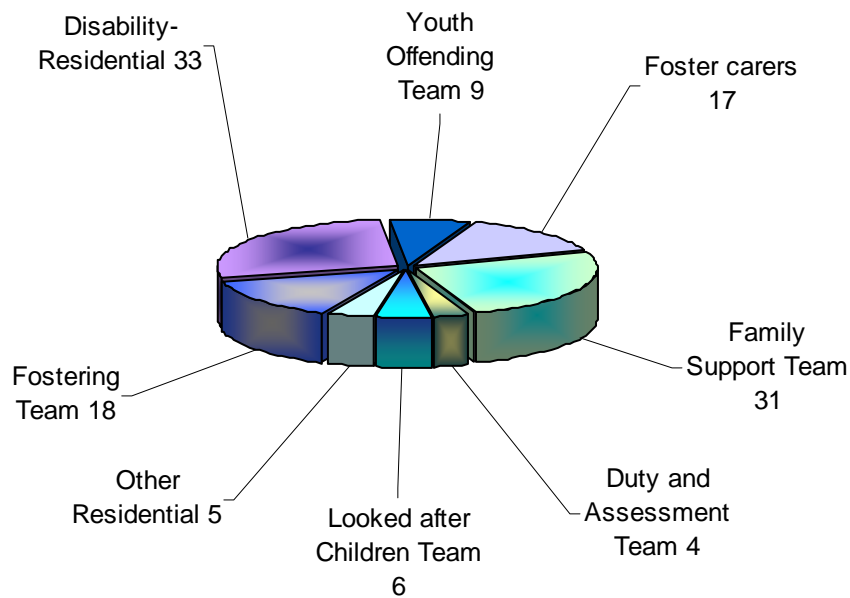 Disability-
Residential 33
Youth
Offending
Team 9
Foster carers
17
Family
Support Team
31
Duty and
Assessment
Team 4
Looked after
Children Team
6
Other
Residential 5
Fostering
Team 18